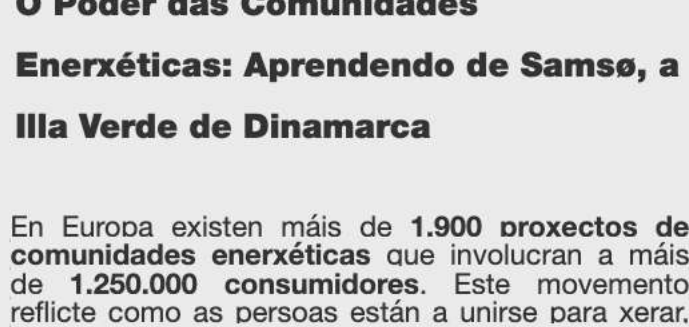 O Poder das Comunidades
Enerxéticas: Aprendendo de Samsø, a
Illa Verde de Dinamarca
En Europa existen máis de 1.900 proxectos de
comunidades enerxéticas que involucran a máis
de 1.250.000 consumidores. Este movemento
reflicte como as persoas están a unirse para xerar,